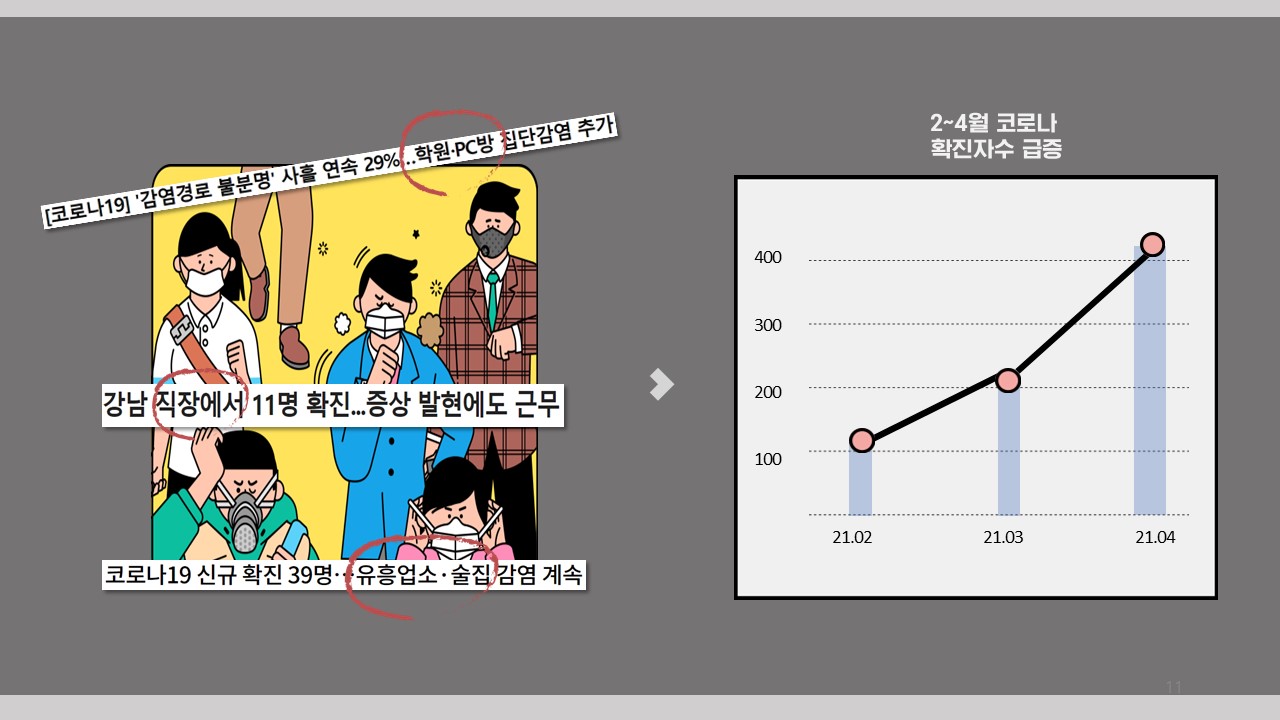 [코로나19] '감염경로 불분명' 사흘 연속 29%...학원·PC방 집단감염 추가
강남 직장에서 11명 확진...증상 발현에도 근무
코로나19 신규 확진 39명…유흥업소·술집 감염 계속
2~4월 코로나
확진자수 급증
400
300
200
100
21.02
21.03
21.04
11